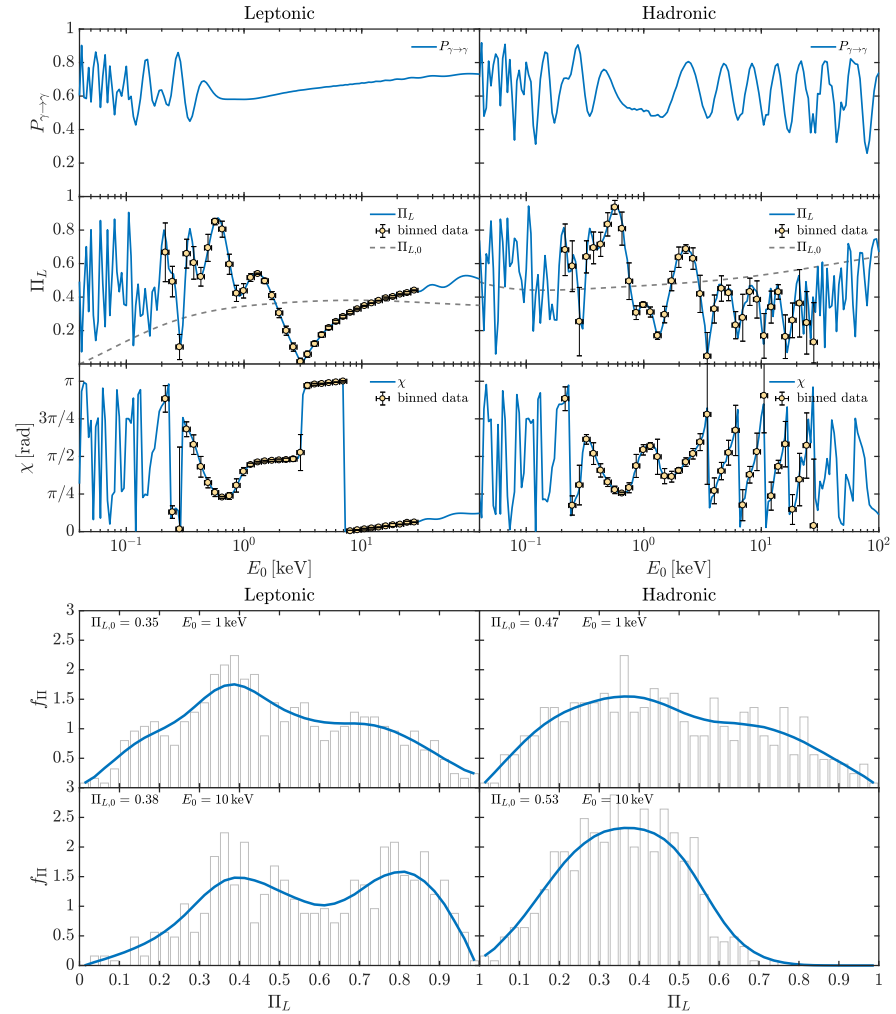 Leptonic Hadronic
1 0.8 0.6 0.4 0.2 1
P_{γ→γ}
P_{γ→γ}
P_{γ→γ}
0.8 0.6 0.4 0.2
Π_L
Π_L
binned data
Π_{L,0}
Π_L
binned data
Π_{L,0}
π 3π/4 π/2 π/4 0
χ [rad]
χ
binned data
χ
binned data
10^{-1} 10^0 10^1 10^{-1} 10^0 10^1 10^2
E_0 [keV] E_0 [keV]
Leptonic Hadronic
3 2.5 2 1.5 1 0.5 3
f_Π
Π_{L,0} = 0.35 E_0 = 1 keV
Π_{L,0} = 0.47 E_0 = 1 keV
2.5 2 1.5 1 0.5 0
f_Π
Π_{L,0} = 0.38 E_0 = 10 keV
Π_{L,0} = 0.53 E_0 = 10 keV
0 0.1 0.2 0.3 0.4 0.5 0.6 0.7 0.8 0.9 1 0.1 0.2 0.3 0.4 0.5 0.6 0.7 0.8 0.9 1
Π_L Π_L